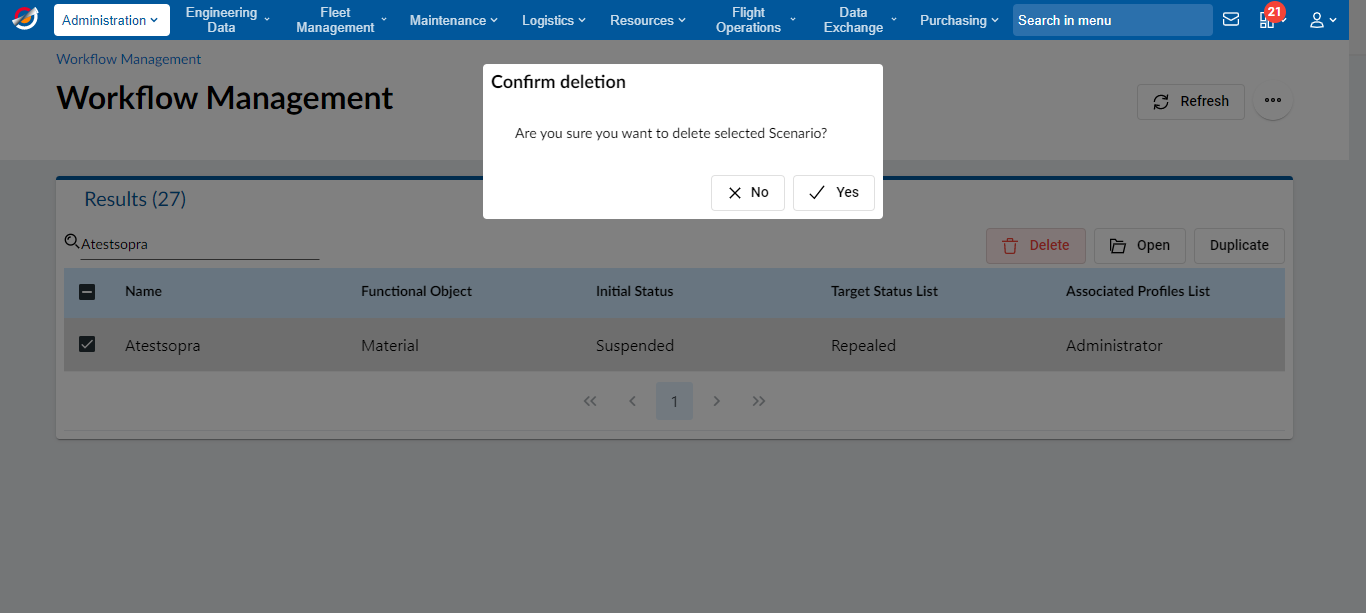 Administration
Engineering
Data
Fleet
Management
Maintenance
Logistics
Resources
Flight
Operations
Data
Exchange
Purchasing
Search in menu
21
Workflow Management
Workflow Management
Refresh
Confirm deletion
Are you sure you want to delete selected Scenario?
No
Yes
Results (27)
Atestsopra
Delete
Open
Duplicate
Name Functional Object Initial Status Target Status List Associated Profiles List
Atestsopra Material Suspended Repealed Administrator
1